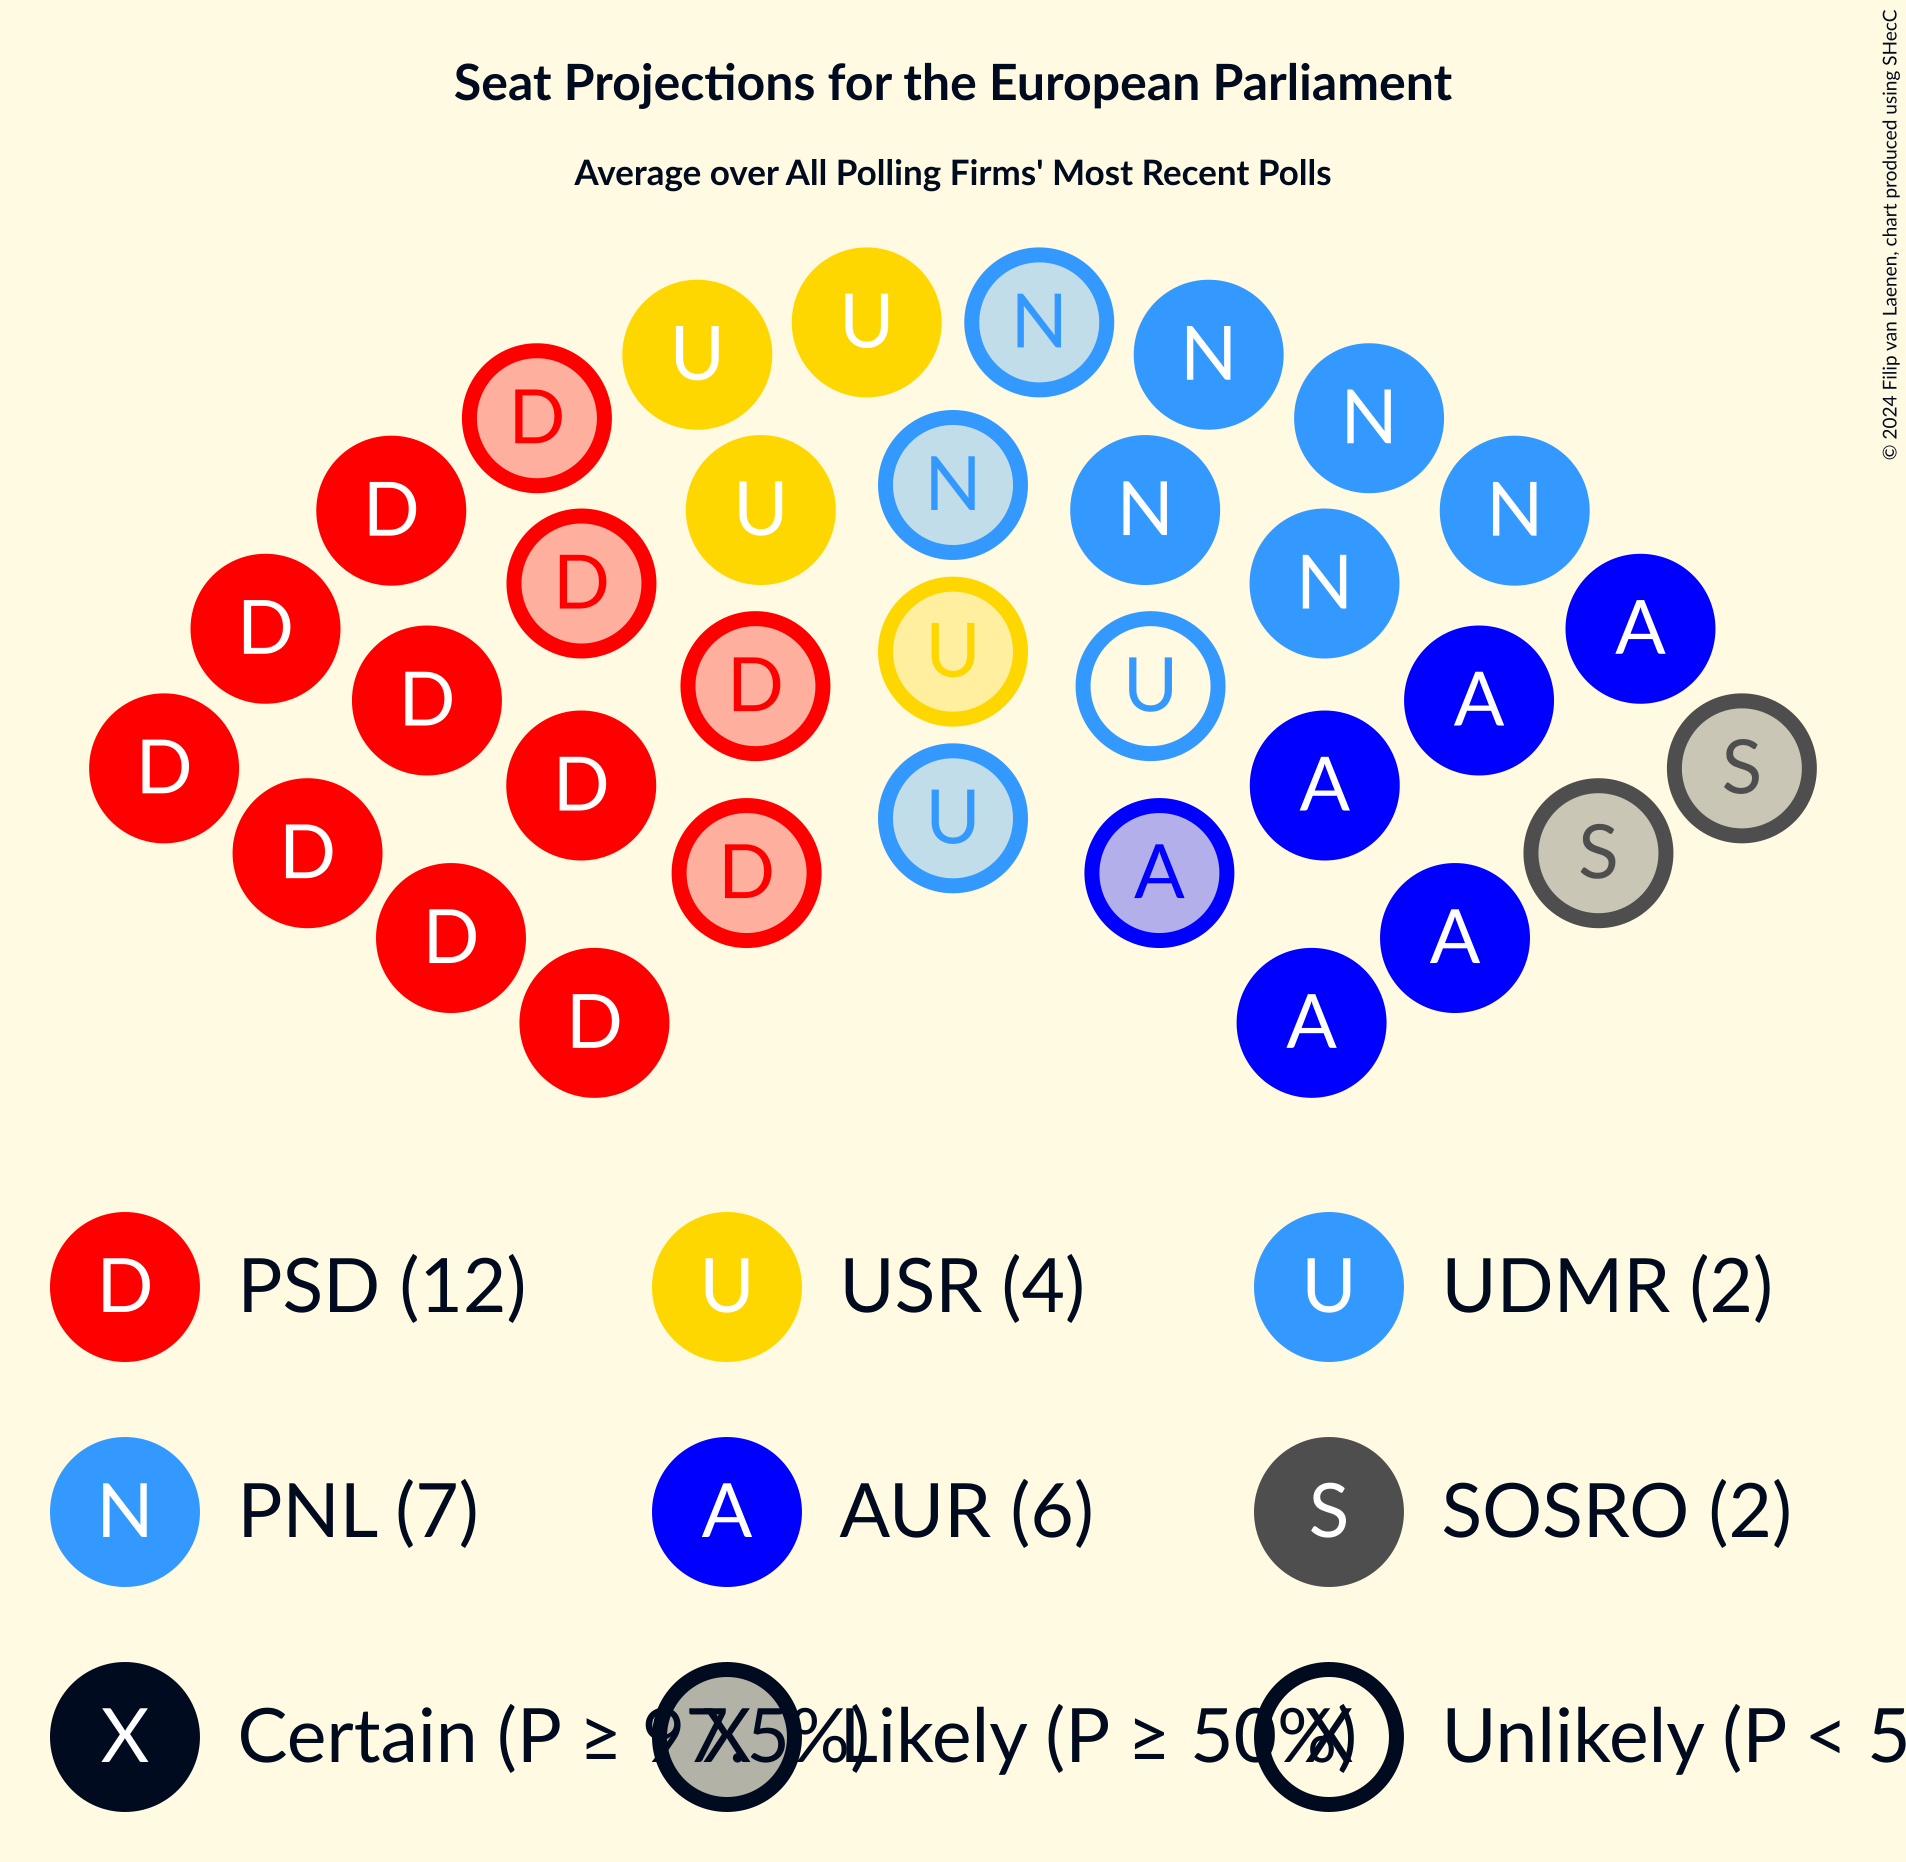 Seat Projections for the European Parliament
Average over All Polling Firms' Most Recent Polls
© 2024 Filip van Laenen, chart produced using SHecC
U U N
U N
D N
D U N N N
D D N
D U A
D D U A
D D A S
D D U A S
D D A A
D A
D PSD (12) U USR (4) U UDMR (2)
N PNL (7) A AUR (6) S SOSRO (2)
X Certain (P ≥ 97.5%) X Likely (P ≥ 50%) X Unlikely (P < 5